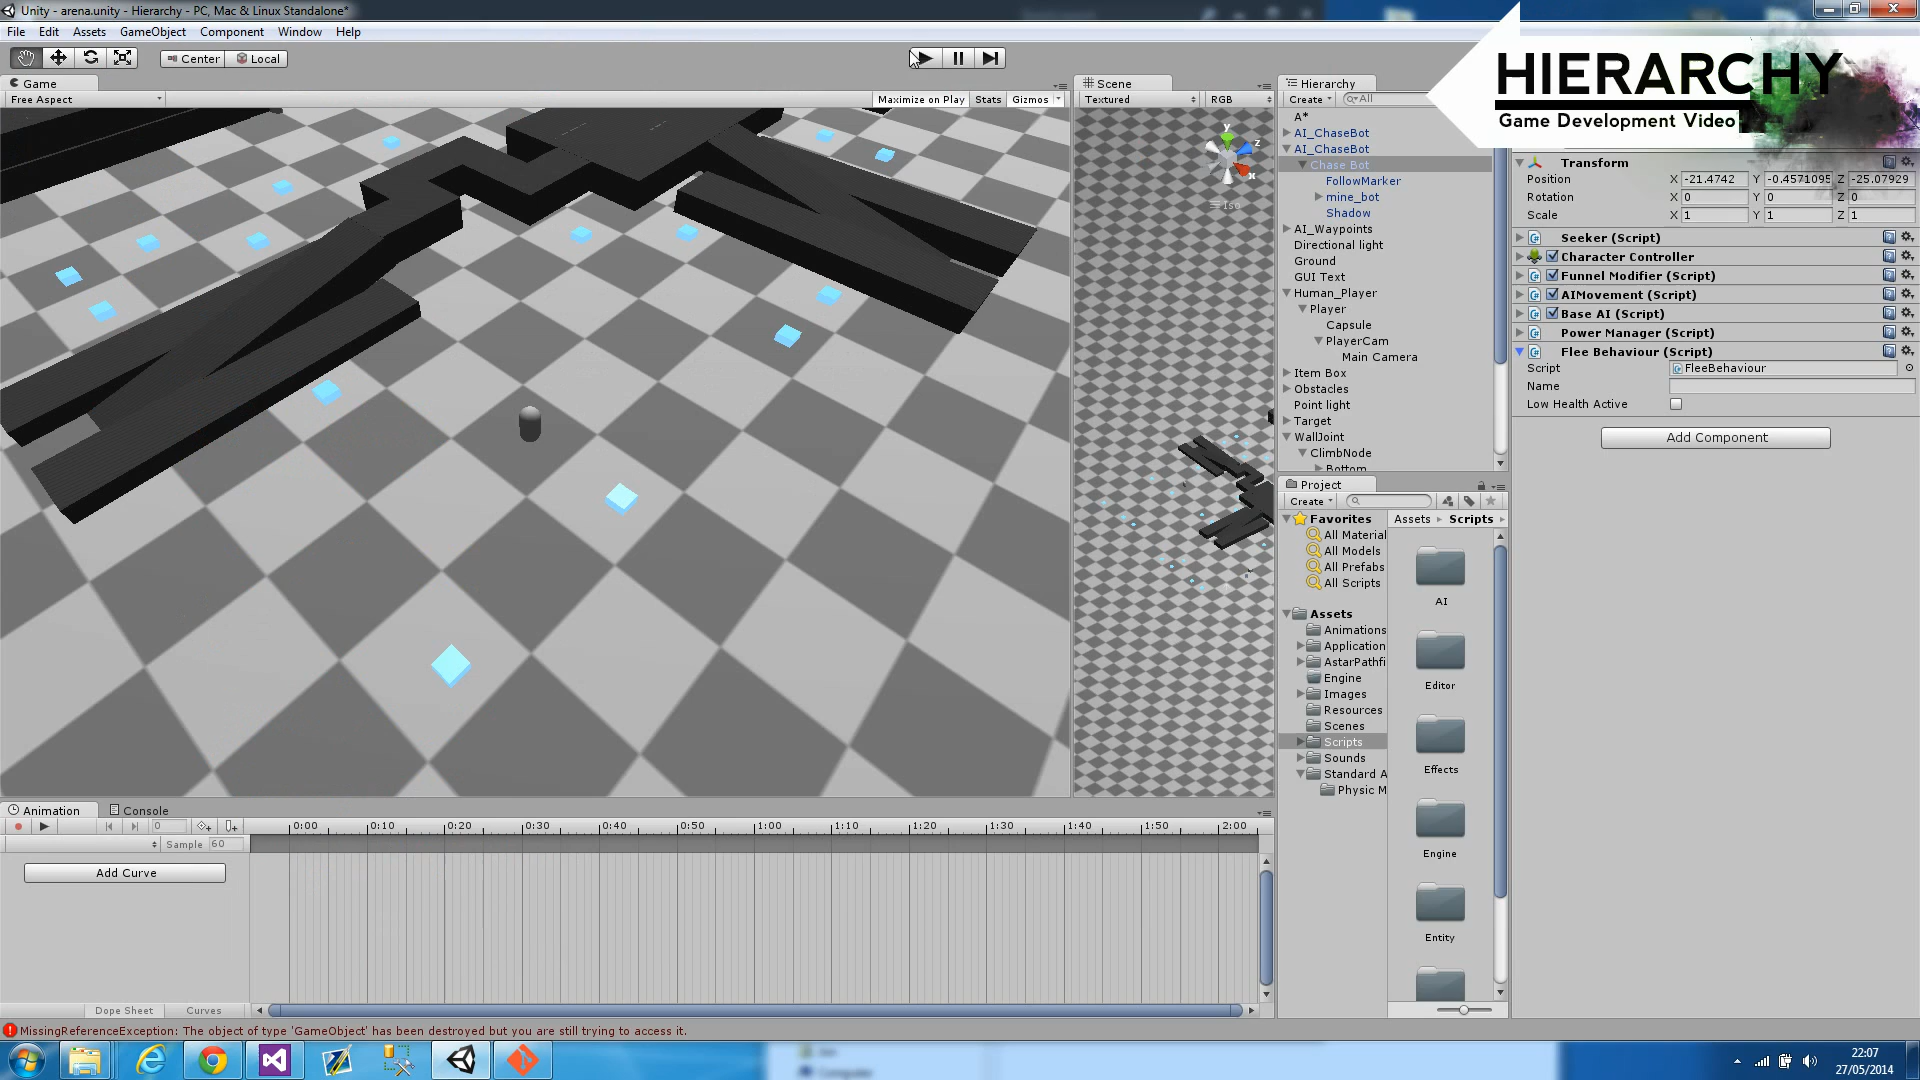 Unity - arena.unity - Hierarchy - PC, Mac & Linux Standalone*
File Edit Assets GameObject Component Window Help
Center Local
HIERARCHY
Game Development Video
Game
Free Aspect
Maximize on Play Stats Gizmos
Scene
Textured RGB
y
z
x
Iso
Hierarchy
Create All
A*
AI_ChaseBot
AI_ChaseBot
Chase Bot
FollowMarker
mine_bot
Shadow
AI_Waypoints
Directional light
Ground
GUI Text
Human_Player
Player
Capsule
PlayerCam
Main Camera
Item Box
Obstacles
Point light
Target
WallJoint
ClimbNode
Bottom
Transform
Position X -21.4742 Y -0.4571095 Z -25.07929
Rotation X 0 Y 0 Z 0
Scale X 1 Y 1 Z 1
Seeker (Script)
Character Controller
Funnel Modifier (Script)
AIMovement (Script)
Base AI (Script)
Power Manager (Script)
Flee Behaviour (Script)
Script FleeBehaviour
Name
Low Health Active
Add Component
Project
Create
Favorites
All Material
All Models
All Prefabs
All Scripts
Assets
Animations
Application
AstarPathfi
Engine
Images
Resources
Scenes
Scripts
Sounds
Standard A
Physic M
Assets Scripts
AI
Editor
Effects
Engine
Entity
Animation Console
0
0:00 0:10 0:20 0:30 0:40 0:50 1:00 1:10 1:20 1:30 1:40 1:50 2:00
Sample 60
Add Curve
Dope Sheet Curves
MissingReferenceException: The object of type 'GameObject' has been destroyed but you are still trying to access it.
Computer
22:07
27/05/2014